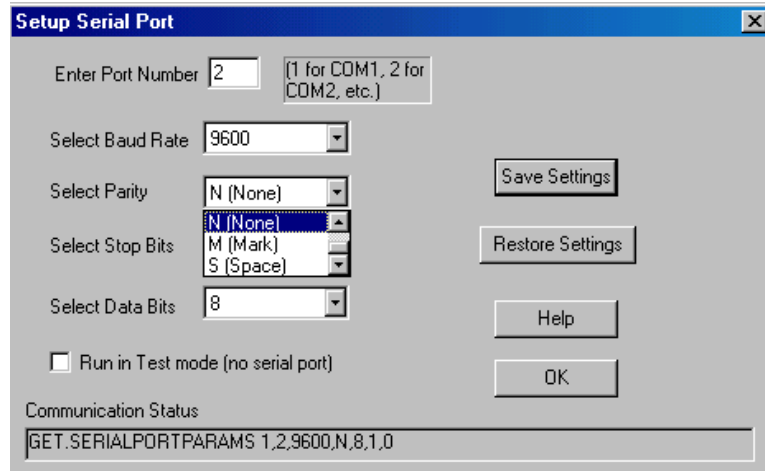 Setup Serial Port
Enter Port Number 2 (1 for COM1, 2 for
COM2, etc.)
Select Baud Rate 9600
Select Parity N (None)
N (None)
M (Mark)
S (Space)
Select Stop Bits
Select Data Bits 8
Run in Test mode (no serial port)
Save Settings
Restore Settings
Help
OK
Communication Status
GET.SERIALPORTPARAMS 1,2,9600,N,8,1,0